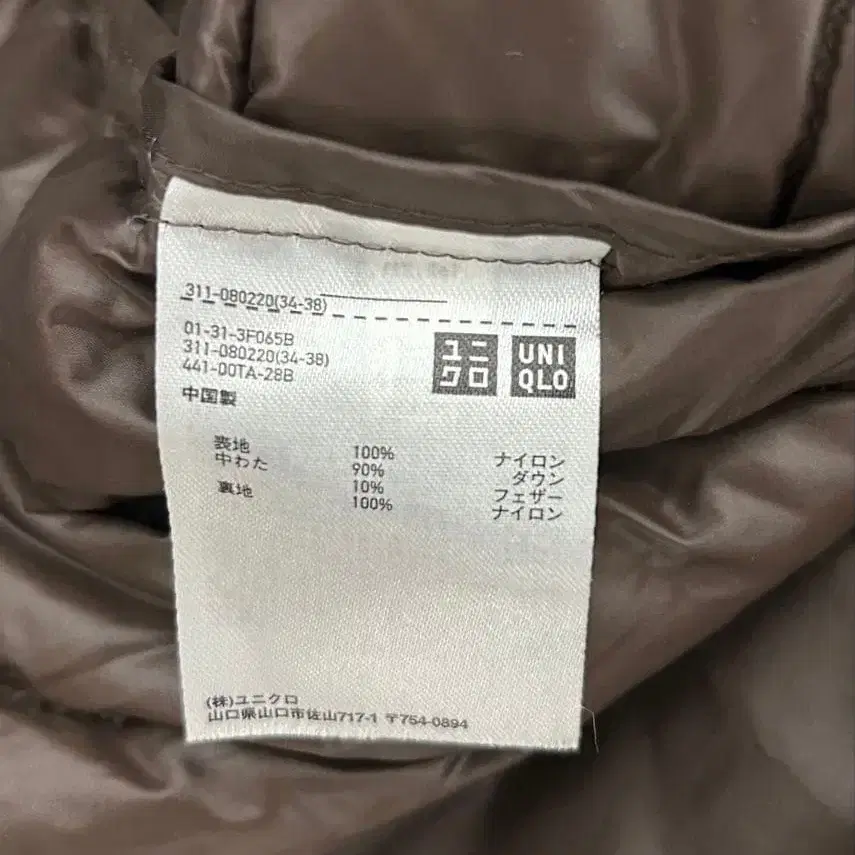 311-080220(34-38)
01-31-3F065B
311-080220(34-38)
441-00TA-28B
中国製
ユニ
クロ
UNI
QLO
表地 100% ナイロン
中わた 90% ダウン
10% フェザー
裏地 100% ナイロン
(株)ユニクロ
山口県山口市佐山717-1 〒754-0894